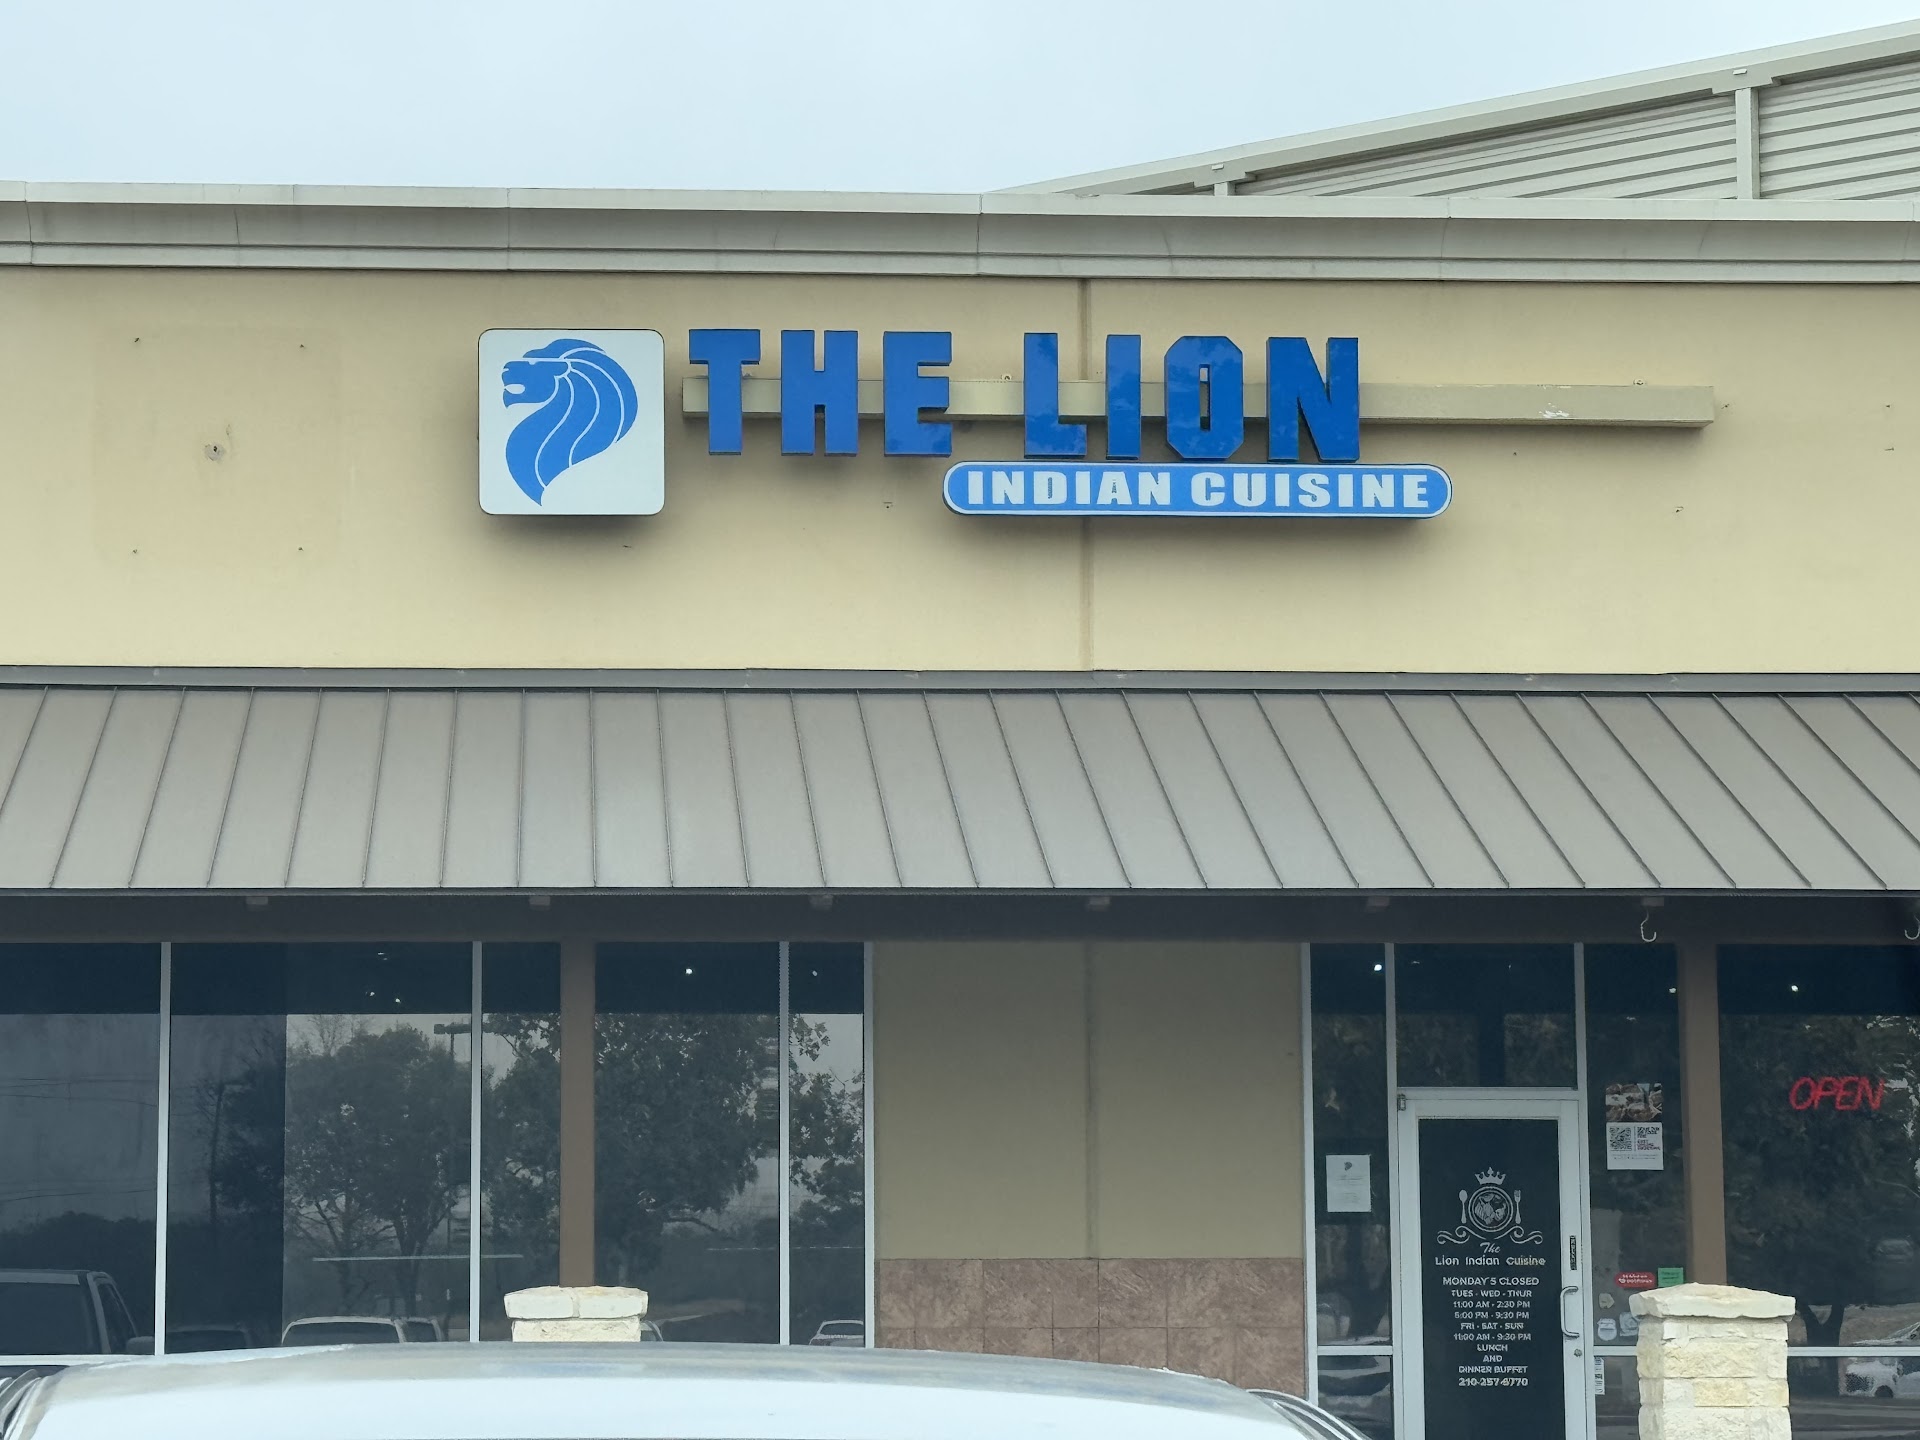 THE LION
INDIAN CUISINE
OPEN
The
Lion Indian Cuisine
MONDAY'S CLOSED
TUES - WED - THUR
11:00 AM - 2:30 PM
5:00 PM - 9:30 PM
FRI - SAT - SUN
11:00 AM - 9:30 PM
LUNCH
AND
DINNER BUFFET
210-257-6770